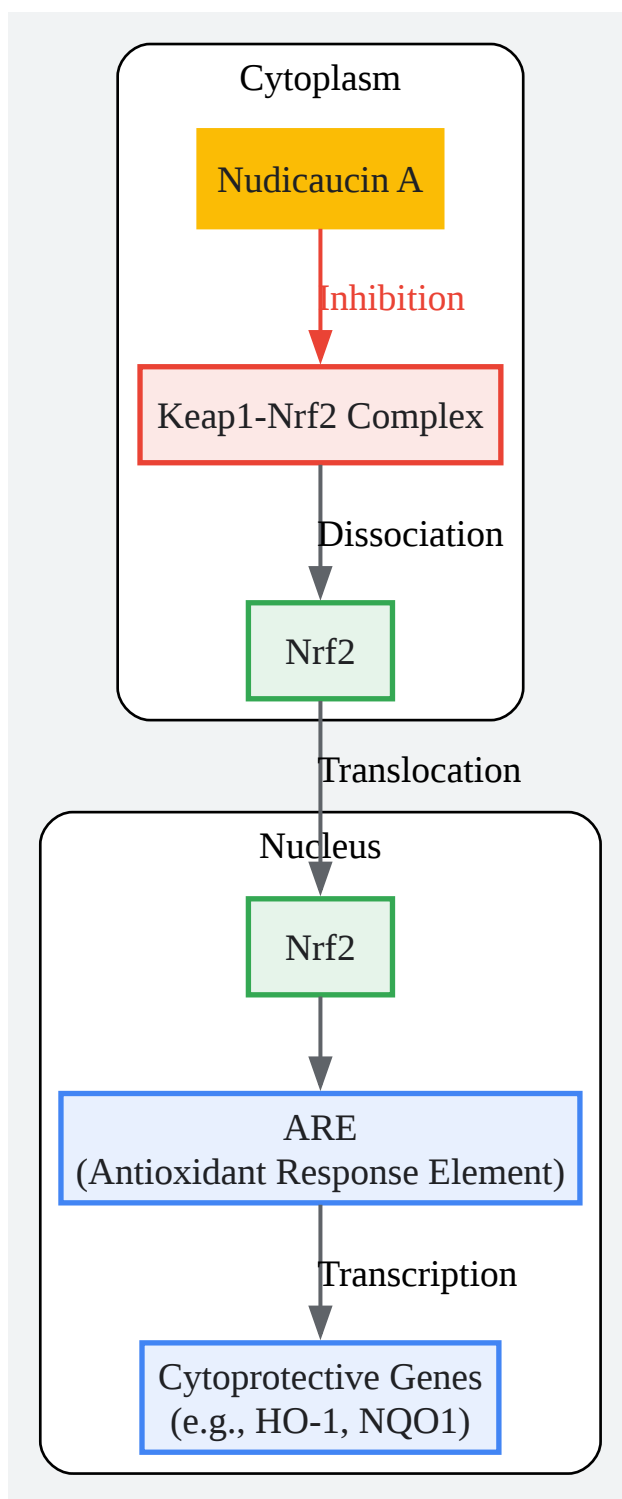 Cytoplasm
Nudicaucin A
Inhibition
Keap1-Nrf2 Complex
Dissociation
Nrf2
Translocation
Nucleus
Nrf2
ARE
(Antioxidant Response Element)
Transcription
Cytoprotective Genes
(e.g., HO-1, NQO1)